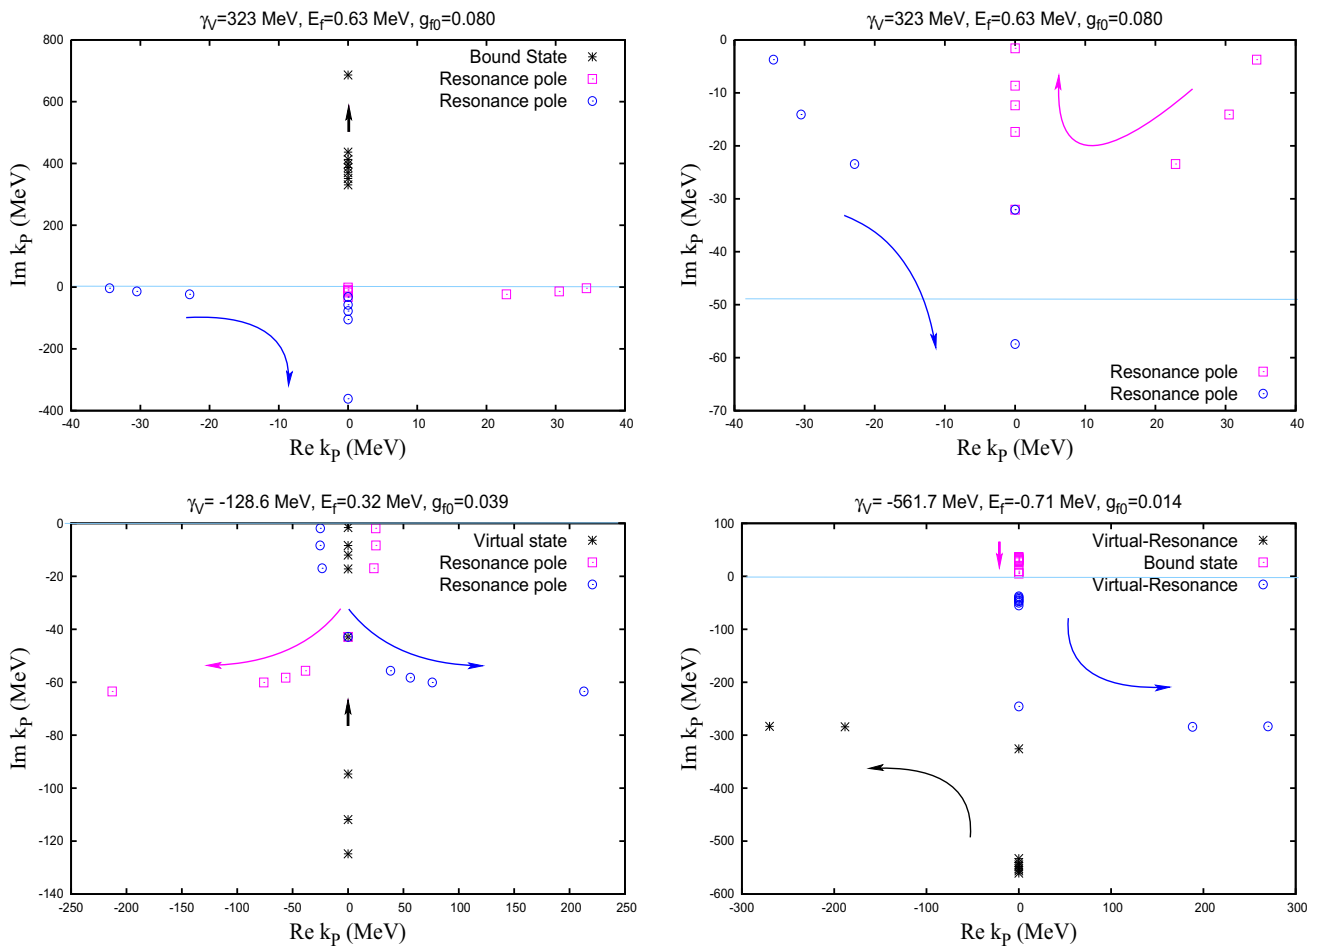 γV=323 MeV, Ef=0.63 MeV, gf0=0.080
800
600
400
200
0
-200
-400
-40
-30
-20
-10
0
10
20
30
40
Im kP (MeV)
Re kP (MeV)
Bound State
Resonance pole
Resonance pole
γV=323 MeV, Ef=0.63 MeV, gf0=0.080
0
-10
-20
-30
-40
-50
-60
-70
-40
-30
-20
-10
0
10
20
30
40
Im kP (MeV)
Re kP (MeV)
Resonance pole
Resonance pole
γV= -128.6 MeV, Ef=0.32 MeV, gf0=0.039
0
-20
-40
-60
-80
-100
-120
-140
-250
-200
-150
-100
-50
0
50
100
150
200
250
Im kP (MeV)
Re kP (MeV)
Virtual state
Resonance pole
Resonance pole
γV= -561.7 MeV, Ef=-0.71 MeV, gf0=0.014
100
0
-100
-200
-300
-400
-500
-600
-300
-200
-100
0
100
200
300
Im kP (MeV)
Re kP (MeV)
Virtual-Resonance
Bound state
Virtual-Resonance